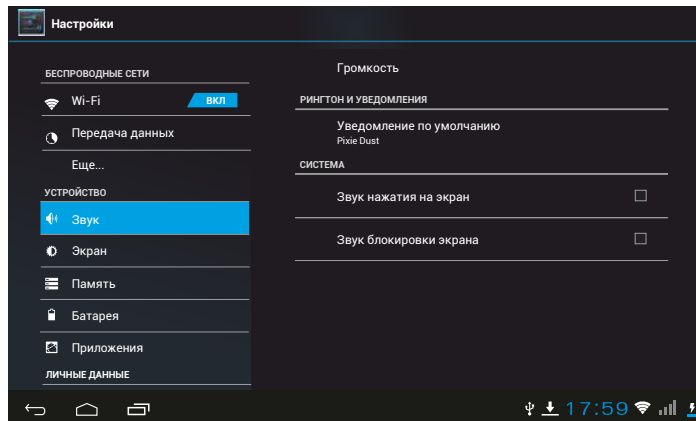 Настройки
БЕСПРОВОДНЫЕ СЕТИ
Wi-Fi ВКЛ
Передача данных
Еще...
УСТРОЙСТВО
Звук
Экран
Память
Батарея
Приложения
ЛИЧНЫЕ ДАННЫЕ
Громкость
РИНГТОН И УВЕДОМЛЕНИЯ
Уведомление по умолчанию
Pixie Dust
СИСТЕМА
Звук нажатия на экран
Звук блокировки экрана
17:59